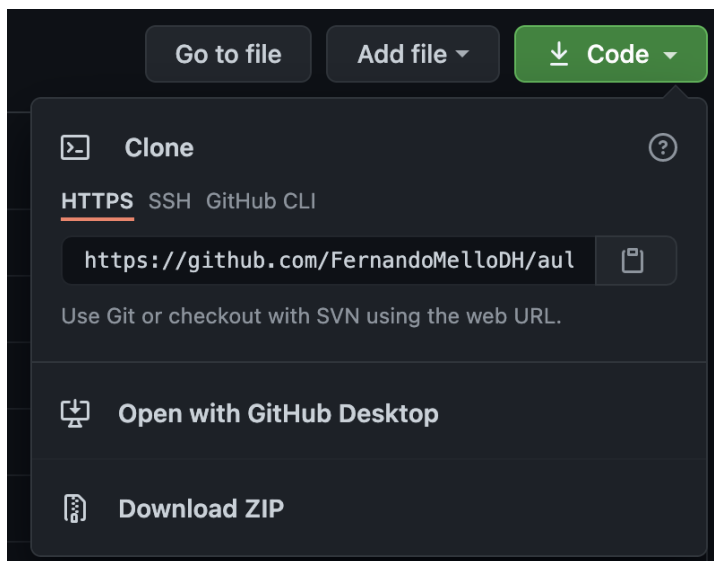 Go to file Add file Code
Clone
HTTPS SSH GitHub CLI
https://github.com/FernandoMelloDH/aul
Use Git or checkout with SVN using the web URL.
Open with GitHub Desktop
Download ZIP